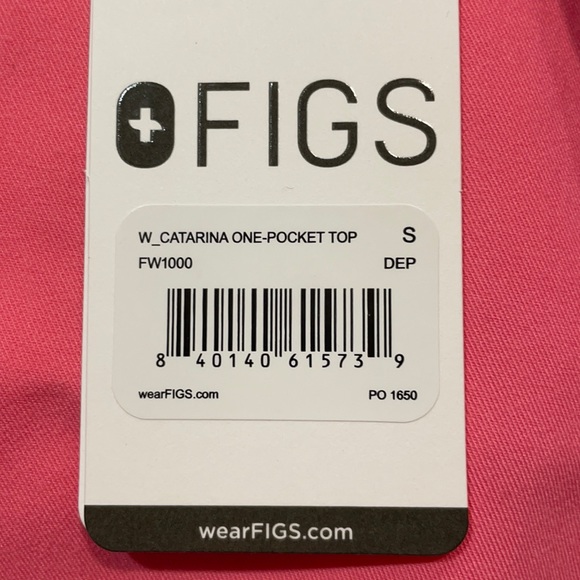 FIGS
W_CATARINA ONE-POCKET TOP S
FW1000 DEP
8 40140 61573 9
wearFIGS.com PO 1650
wearFIGS.com